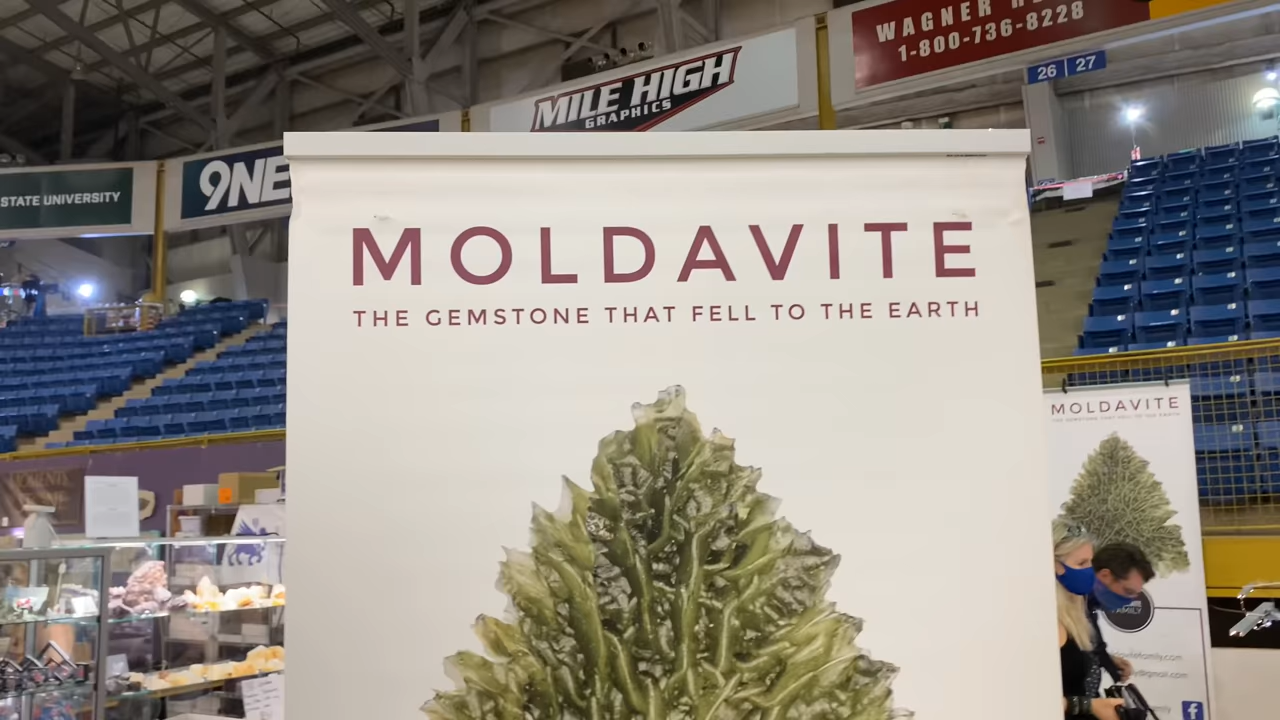 WAGNER
1-800-736-8228
26 27
MILE HIGH
GRAPHICS
9NE
STATE UNIVERSITY
MOLDAVITE
THE GEMSTONE THAT FELL TO THE EARTH
MOLDAVITE
THE GEMSTONE THAT FELL TO THE EARTH
FAMILY